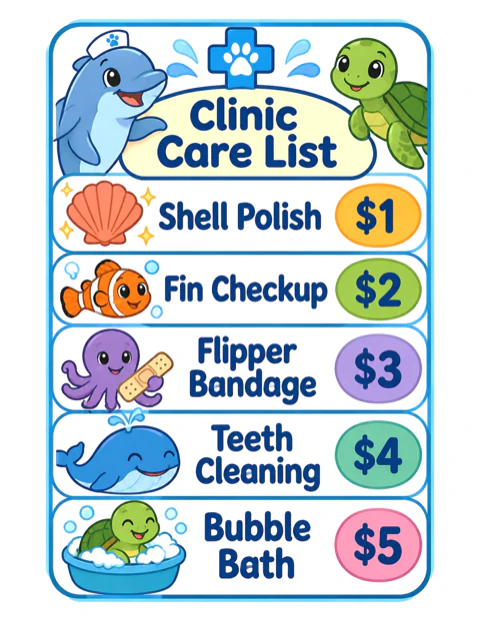 Clinic
Care List
Shell Polish $1
Fin Checkup $2
Flipper
Bandage $3
Teeth
Cleaning $4
Bubble
Bath $5